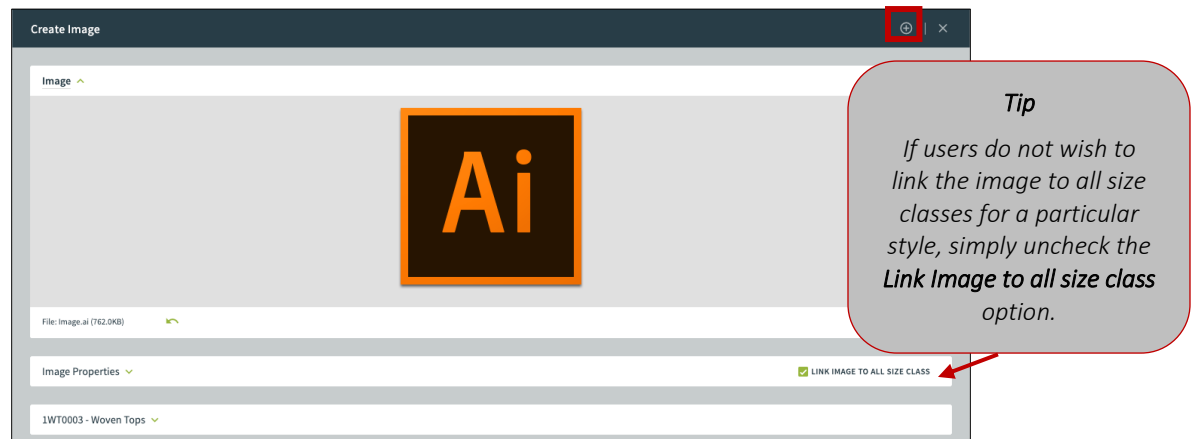 Create Image
Image
Ai
File: Image.ai (762.0KB)
Image Properties
LINK IMAGE TO ALL SIZE CLASS
1WT0003 - Woven Tops
Tip
If users do not wish to
link the image to all size
classes for a particular
style, simply uncheck the
Link Image to all size class
option.